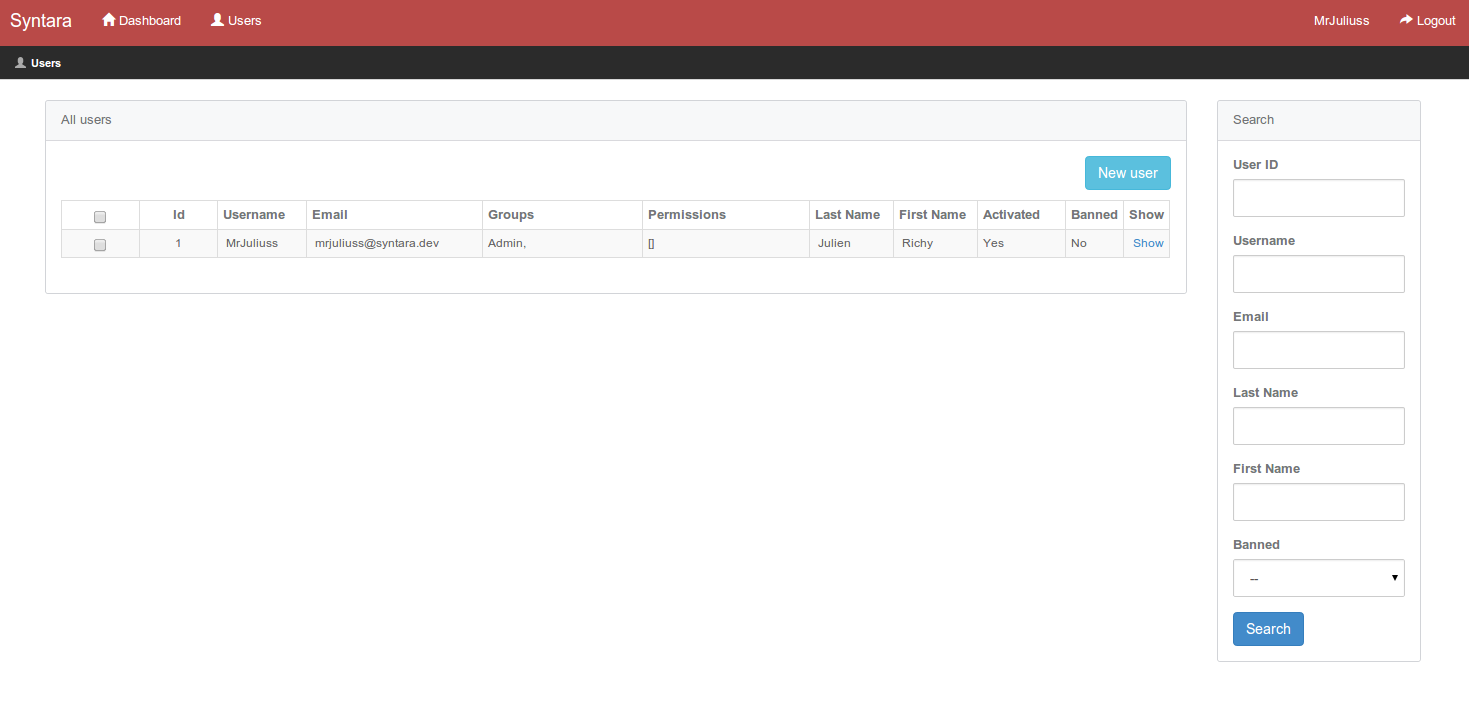 Syntara Dashboard Users MrJuliuss Logout
Users
All users
New user
Id Username Email Groups Permissions Last Name First Name Activated Banned Show
1 MrJuliuss mrjuliuss@syntara.dev Admin, [] Julien Richy Yes No Show
Search
User ID
Username
Email
Last Name
First Name
Banned
--
Search